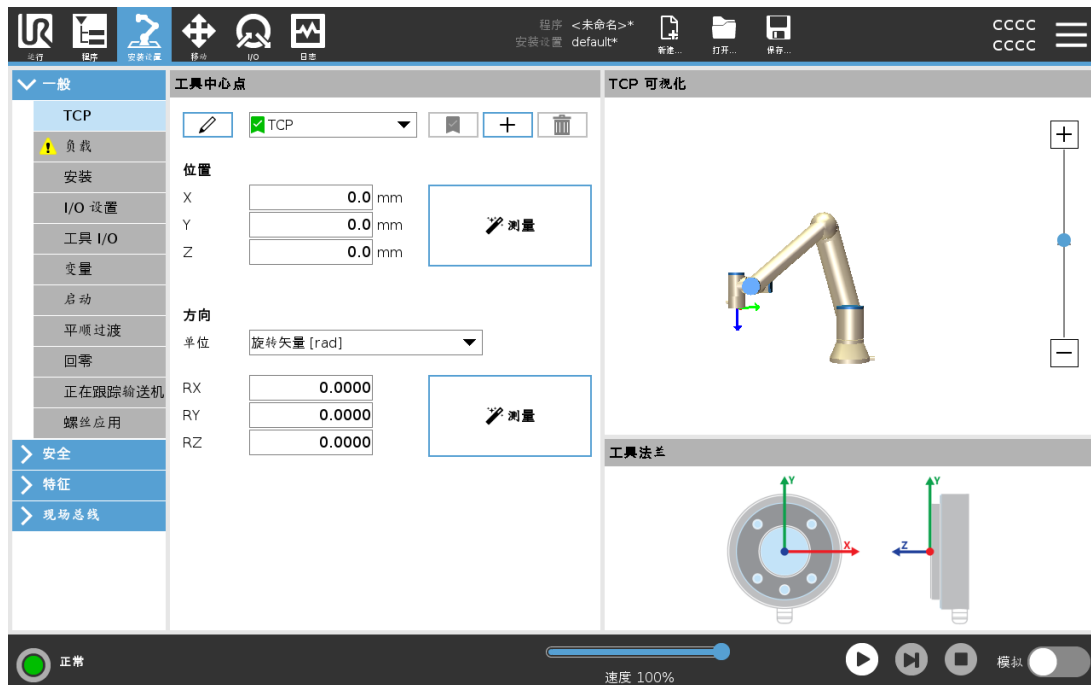 UR
运行
程序
安装设置
移动
I/O
日志
程序 <未命名>*
安装设置 default*
新建...
打开...
保存...
CCCC
CCCC
一般
TCP
负载
安装
I/O 设置
工具 I/O
变量
启动
平顺过渡
回零
正在跟踪输送机
螺丝应用
安全
特征
现场总线
工具中心点
TCP
位置
X 0.0 mm
Y 0.0 mm
Z 0.0 mm
测量
方向
单位 旋转矢量 [rad]
RX 0.0000
RY 0.0000
RZ 0.0000
测量
TCP 可视化
工具法兰
Y
X
Y
Z
正常
速度 100%
模拟